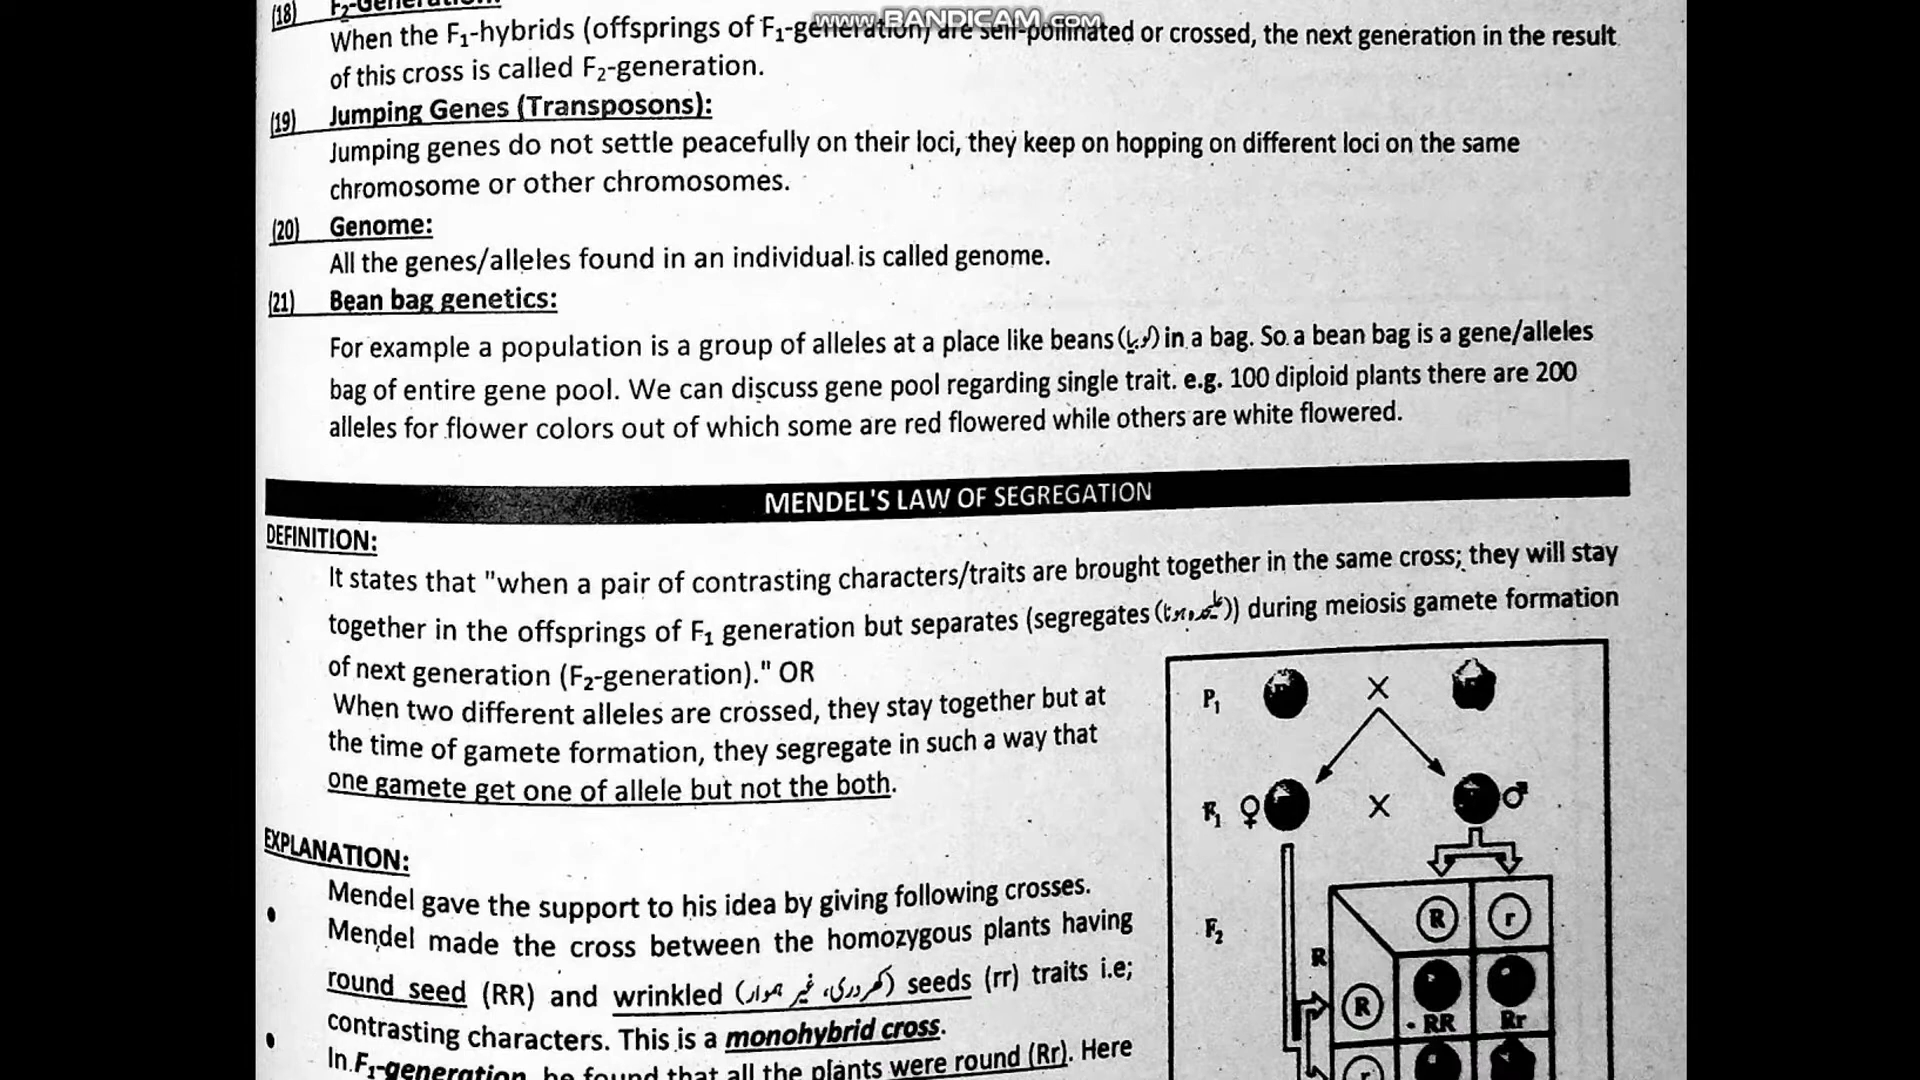 www.BANDICAM.com
(18) F₂-Generation:
When the F₁-hybrids (offsprings of F₁-generation) are self-pollinated or crossed, the next generation in the result
of this cross is called F₂-generation.
(19) Jumping Genes (Transposons):
Jumping genes do not settle peacefully on their loci, they keep on hopping on different loci on the same
chromosome or other chromosomes.
(20) Genome:
All the genes/alleles found in an individual is called genome.
(21) Bean bag genetics:
For example a population is a group of alleles at a place like beans (لوبیا) in a bag. So a bean bag is a gene/alleles
bag of entire gene pool. We can discuss gene pool regarding single trait. e.g. 100 diploid plants there are 200
alleles for flower colors out of which some are red flowered while others are white flowered.
MENDEL'S LAW OF SEGREGATION
DEFINITION:
It states that "when a pair of contrasting characters/traits are brought together in the same cross; they will stay
together in the offsprings of F₁ generation but separates (segregates (علیحدہ ہونا)) during meiosis gamete formation
of next generation (F₂-generation)." OR
When two different alleles are crossed, they stay together but at
the time of gamete formation, they segregate in such a way that
one gamete get one of allele but not the both.
EXPLANATION:
• Mendel gave the support to his idea by giving following crosses.
Mendel made the cross between the homozygous plants having
round seed (RR) and wrinkled (کھردری، غیر ہموار) seeds (rr) traits i.e;
contrasting characters. This is a monohybrid cross.
• In F₁-generation, he found that all the plants were round (Rr). Here
P₁ X
♀ X ♂
F₂
R r
R
R
RR Rr
r